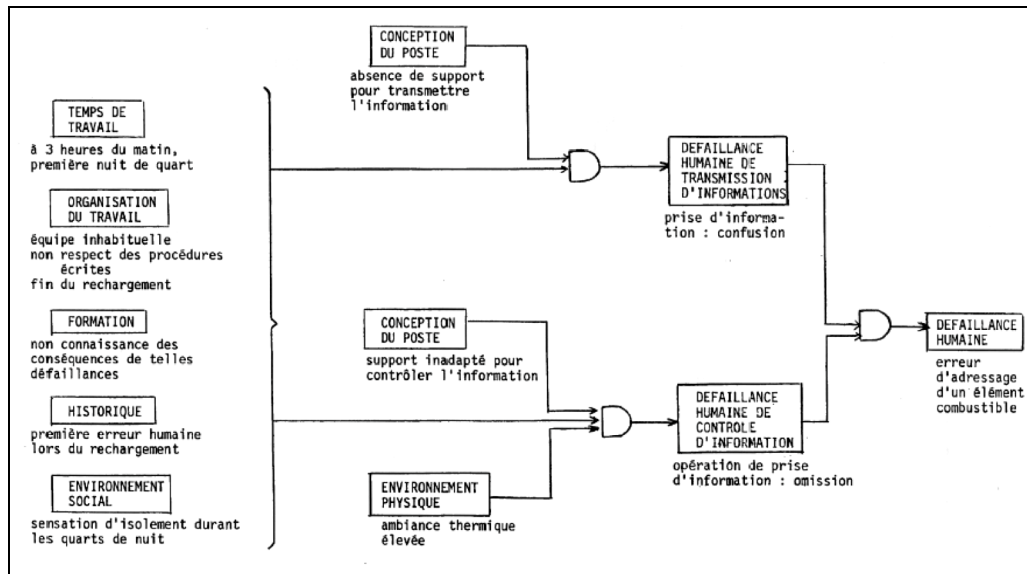 CONCEPTION
DU POSTE
absence de support
pour transmettre
l'information
TEMPS DE
TRAVAIL
à 3 heures du matin,
première nuit de quart
ORGANISATION
DU TRAVAIL
équipe inhabituelle
non respect des procédures
écrites
fin du rechargement
FORMATION
non connaissance des
conséquences de telles
défaillances
HISTORIQUE
première erreur humaine
lors du rechargement
ENVIRONNEMENT
SOCIAL
sensation d'isolement durant
les quarts de nuit
CONCEPTION
DU POSTE
support inadapté pour
contrôler l'information
ENVIRONNEMENT
PHYSIQUE
ambiance thermique
élevée
DEFAILLANCE
HUMAINE DE
TRANSMISSION
D'INFORMATIONS
prise d'informa-
tion : confusion
DEFAILLANCE
HUMAINE DE
CONTROLE
D'INFORMATION
opération de prise
d'information : omission
DEFAILLANCE
HUMAINE
erreur
d'adressage
d'un élément
combustible